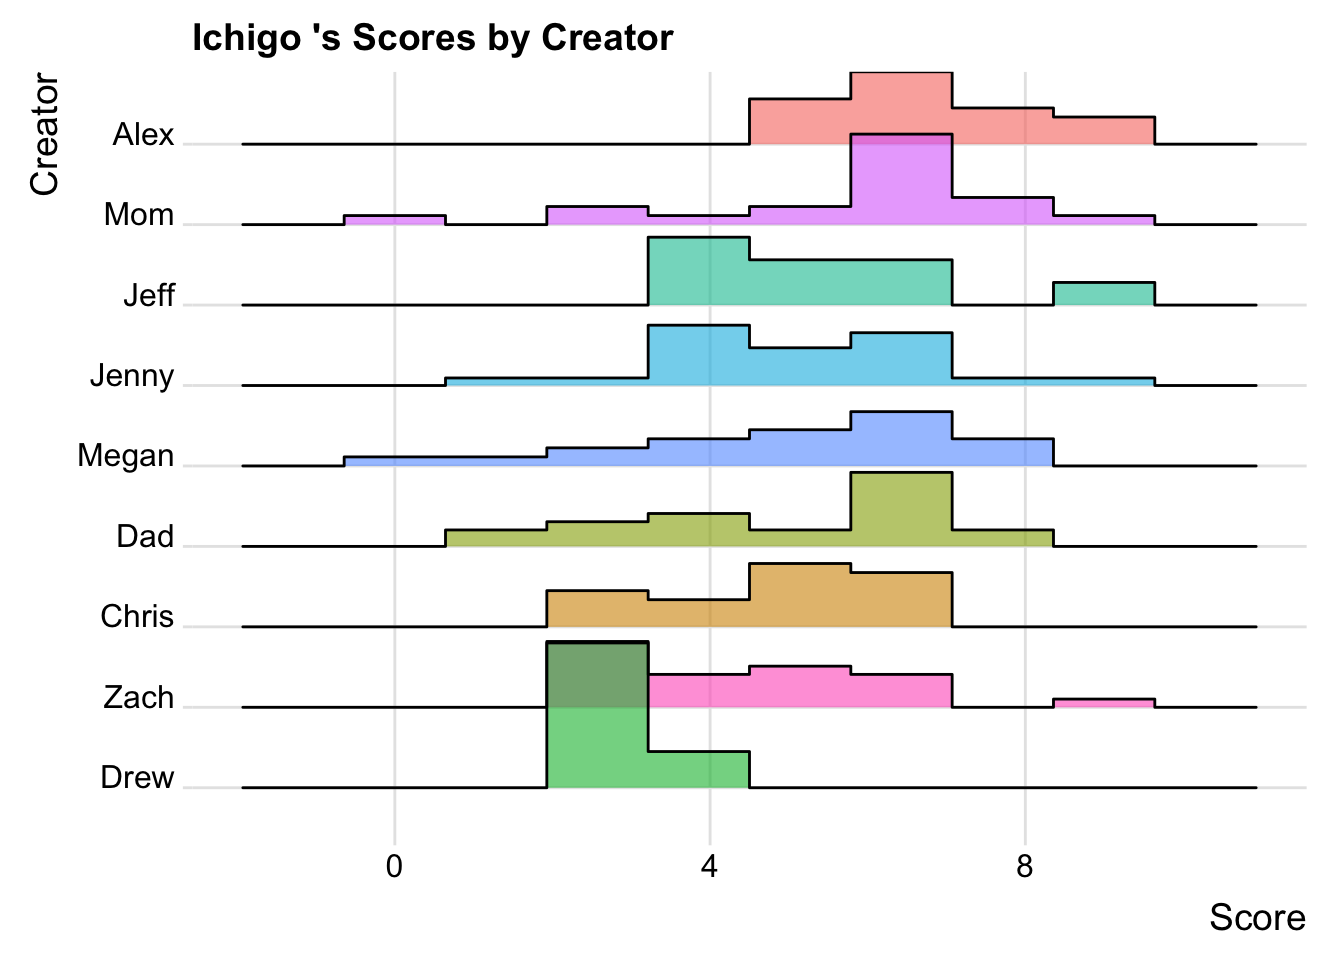 Ichigo 's Scores by Creator
Creator
Alex
Mom
Jeff
Jenny
Megan
Dad
Chris
Zach
Drew
0 4 8
Score